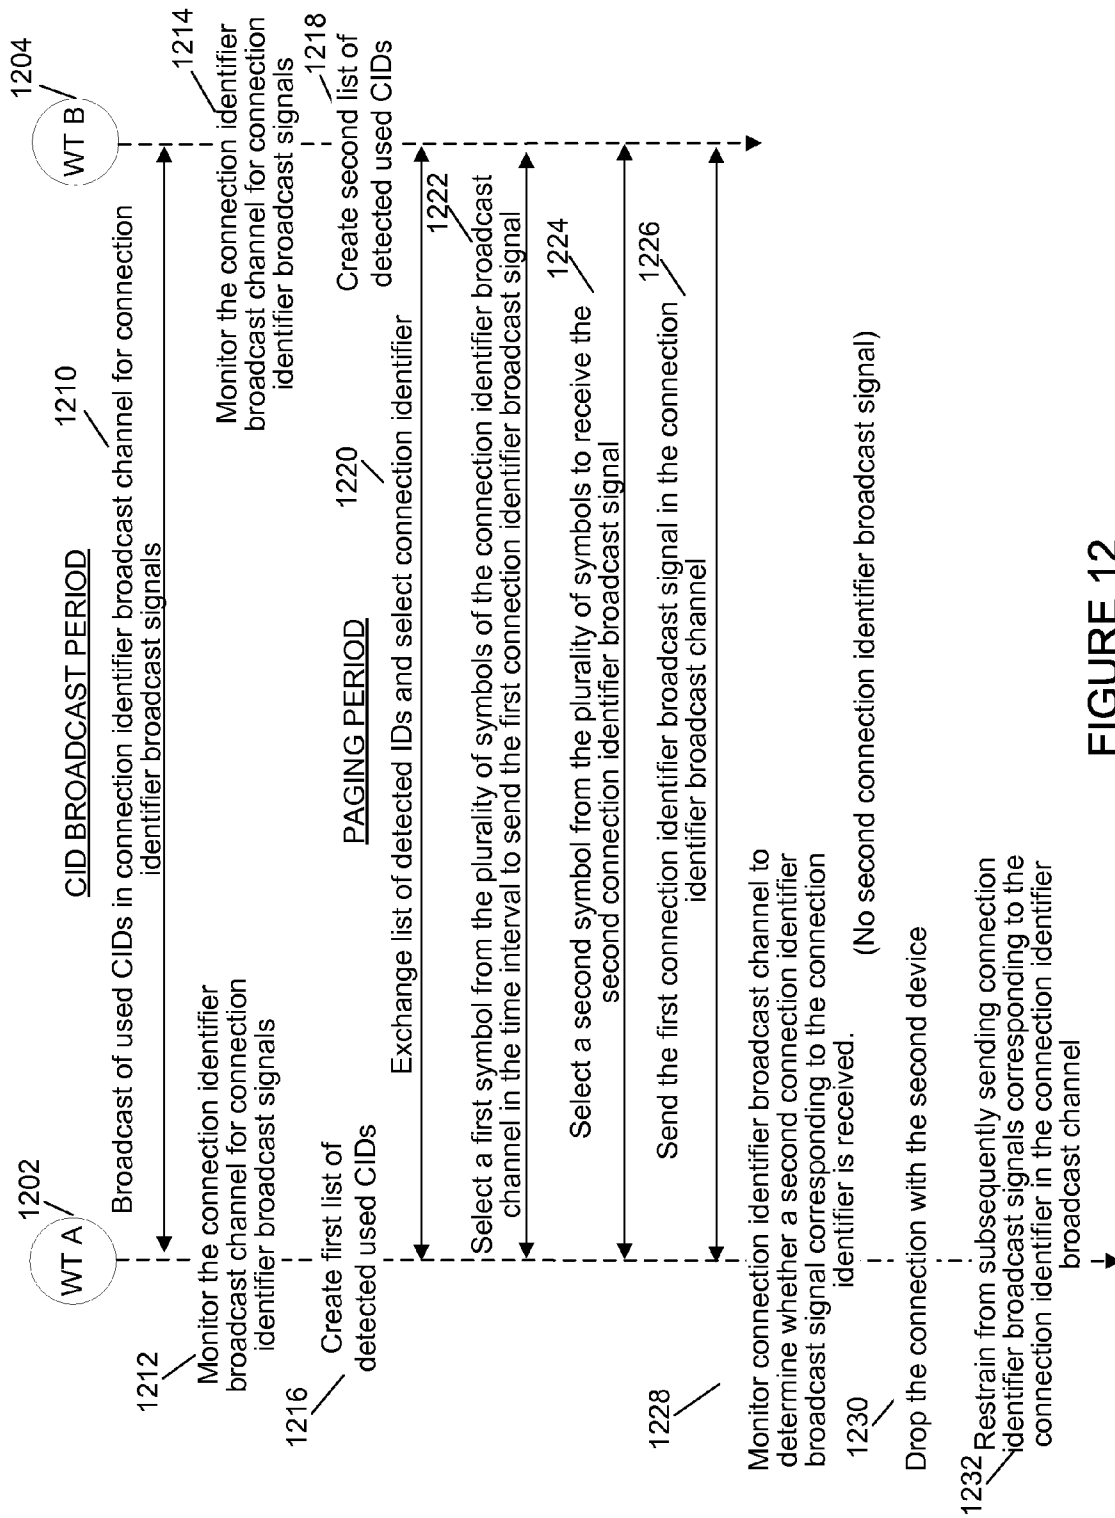 WT A
1202
WT B
1204
CID BROADCAST PERIOD
1210
Broadcast of used CIDs in connection identifier broadcast channel for connection
identifier broadcast signals
1212
Monitor the connection identifier
broadcast channel for connection
identifier broadcast signals
1214
Monitor the connection identifier
broadcast channel for connection
identifier broadcast signals
1216
Create first list of
detected used CIDs
1218
Create second list of
detected used CIDs
PAGING PERIOD
1220
Exchange list of detected IDs and select connection identifier
1222
Select a first symbol from the plurality of symbols of the connection identifier broadcast
channel in the time interval to send the first connection identifier broadcast signal
1224
Select a second symbol from the plurality of symbols to receive the
second connection identifier broadcast signal
1226
Send the first connection identifier broadcast signal in the connection
identifier broadcast channel
1228
Monitor connection identifier broadcast channel to
determine whether a second connection identifier
broadcast signal corresponding to the connection
identifier is received.
(No second connection identifier broadcast signal)
1230
Drop the connection with the second device
1232
Restrain from subsequently sending connection
identifier broadcast signals corresponding to the
connection identifier in the connection identifier
broadcast channel
FIGURE 12